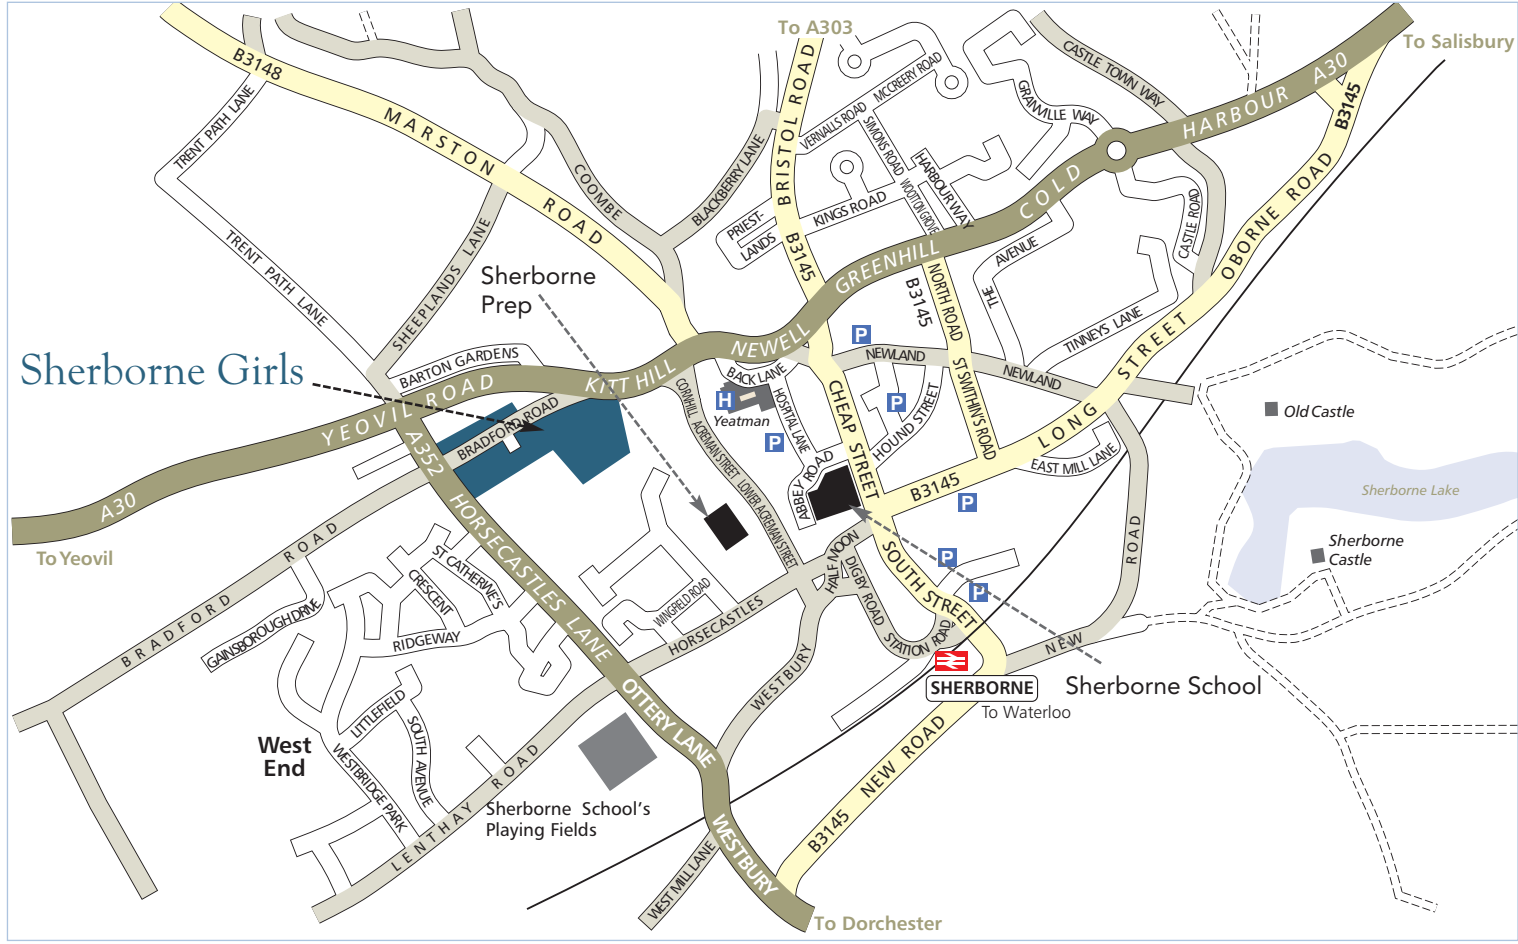 To A303
To Salisbury
B3148
MARSTON
ROAD
TRENT PATH LANE
TRENT PATH LANE
SHEEPLANDS LANE
COOMBE
BLACKBERRY LANE
BRISTOL ROAD
B3145
VERNALLS ROAD
MCCREERY ROAD
SIMONS ROAD
WOOTTON GROVE
HARBOUR WAY
KINGS ROAD
PRIEST-
LANDS
GRANVILLE WAY
CASTLE TOWN WAY
HARBOUR
A30
B3145
COLD
CASTLE ROAD
OBORNE ROAD
THE
AVENUE
TINNEYS LANE
GREENHILL
B3145
NORTH ROAD
ST SWITHIN'S ROAD
NEWELL
KITT HILL
NEWLAND
NEWLAND
LONG
STREET
B3145
EAST MILL LANE
Sherborne
Prep
Sherborne Girls
BARTON GARDENS
YEOVIL ROAD
A30
To Yeovil
A352
BRADFORD ROAD
BACK LANE
H
Yeatman
HOSPITAL LANE
P
P
P
P
P
P
CHEAP STREET
HOUND STREET
ABBEY ROAD
CORNHILL
ACREMAN STREET
LOWER ACREMAN STREET
Old Castle
Sherborne Lake
Sherborne
Castle
HORSECASTLES LANE
BRADFORD
ROAD
GAINSBOROUGH DRIVE
ST CATHERINE'S
CRESCENT
RIDGEWAY
WINGFIELD ROAD
HORSECASTLES
HALF MOON
DIGBY ROAD
SOUTH STREET
STATION ROAD
NEW
ROAD
SHERBORNE
To Waterloo
Sherborne School
WESTBURY
OTTERY LANE
LITTLEFIELD
SOUTH AVENUE
WESTBRIDGE PARK
West
End
LENTHAY
ROAD
Sherborne School's
Playing Fields
B3145
NEW ROAD
WESTBURY
WEST MILL LANE
To Dorchester